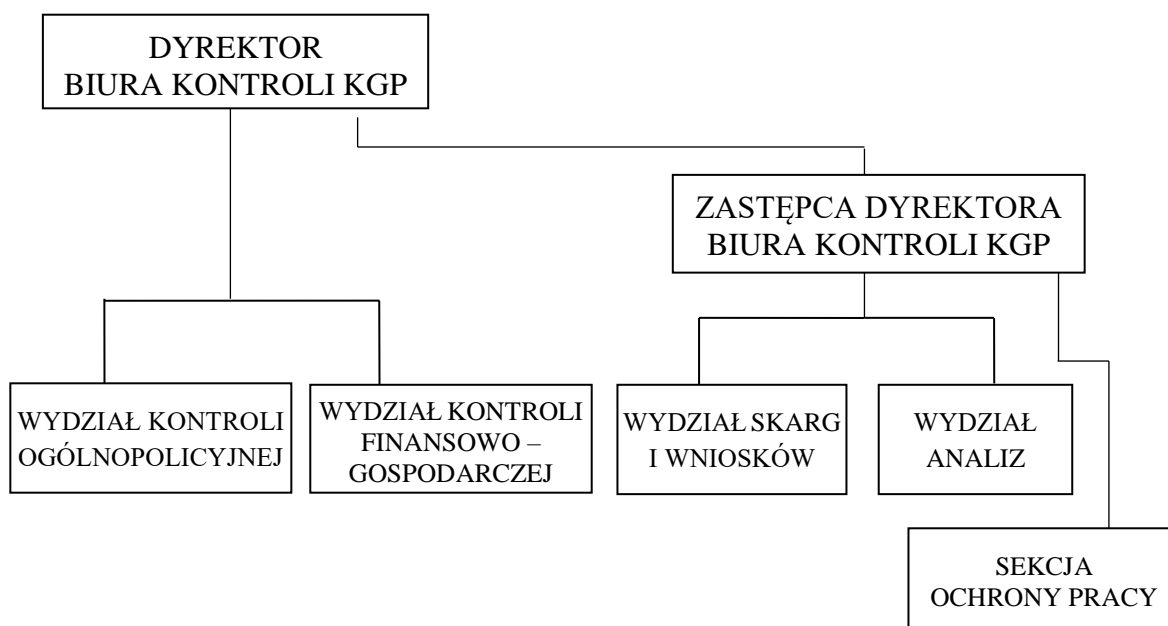 DYREKTOR
BIURA KONTROLI KGP
ZASTĘPCA DYREKTORA
BIURA KONTROLI KGP
WYDZIAŁ KONTROLI
OGÓLNOPOLICYJNEJ
WYDZIAŁ KONTROLI
FINANSOWO –
GOSPODARCZEJ
WYDZIAŁ SKARG
I WNIOSKÓW
WYDZIAŁ
ANALIZ
SEKCJA
OCHRONY PRACY